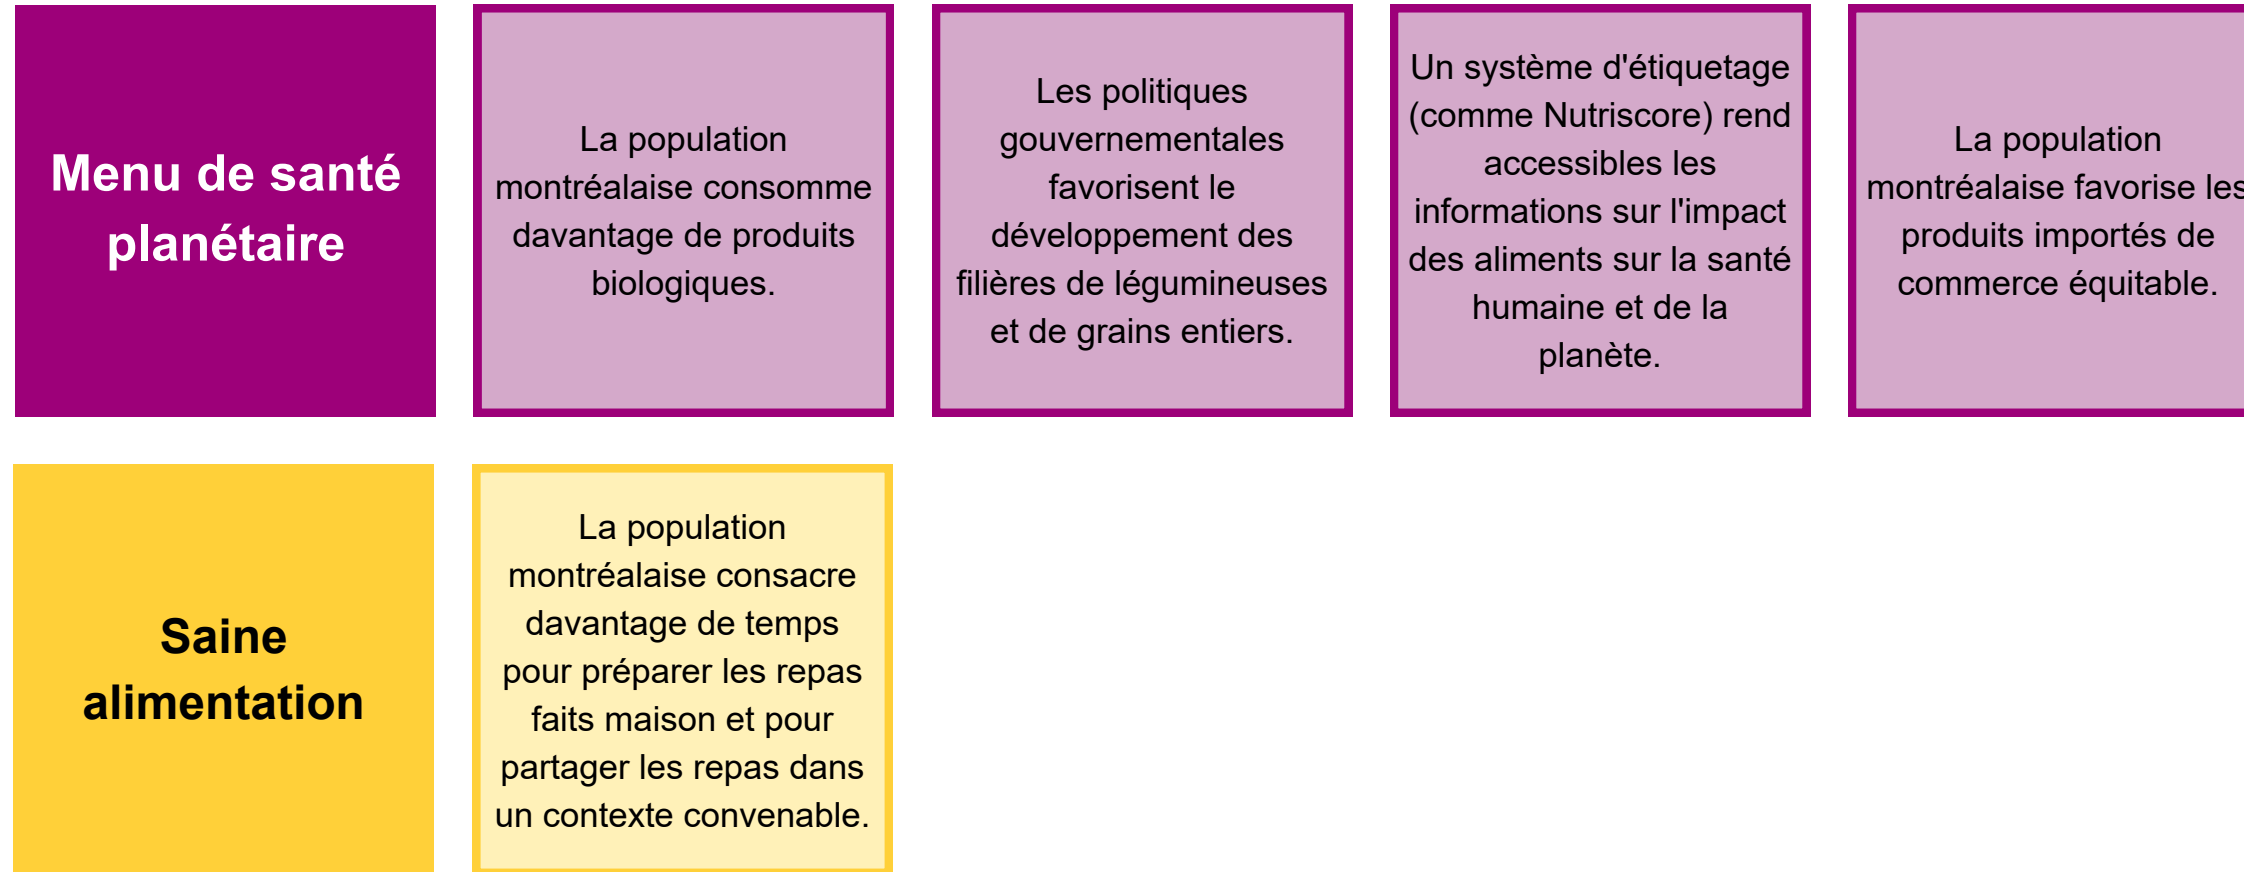 Menu de santé
planétaire
La population
montréalaise consomme
davantage de produits
biologiques.
Les politiques
gouvernementales
favorisent le
développement des
filières de légumineuses
et de grains entiers.
Un système d'étiquetage
(comme Nutriscore) rend
accessibles les
informations sur l'impact
des aliments sur la santé
humaine et de la
planète.
La population
montréalaise favorise les
produits importés de
commerce équitable.
Saine
alimentation
La population
montréalaise consacre
davantage de temps
pour préparer les repas
faits maison et pour
partager les repas dans
un contexte convenable.